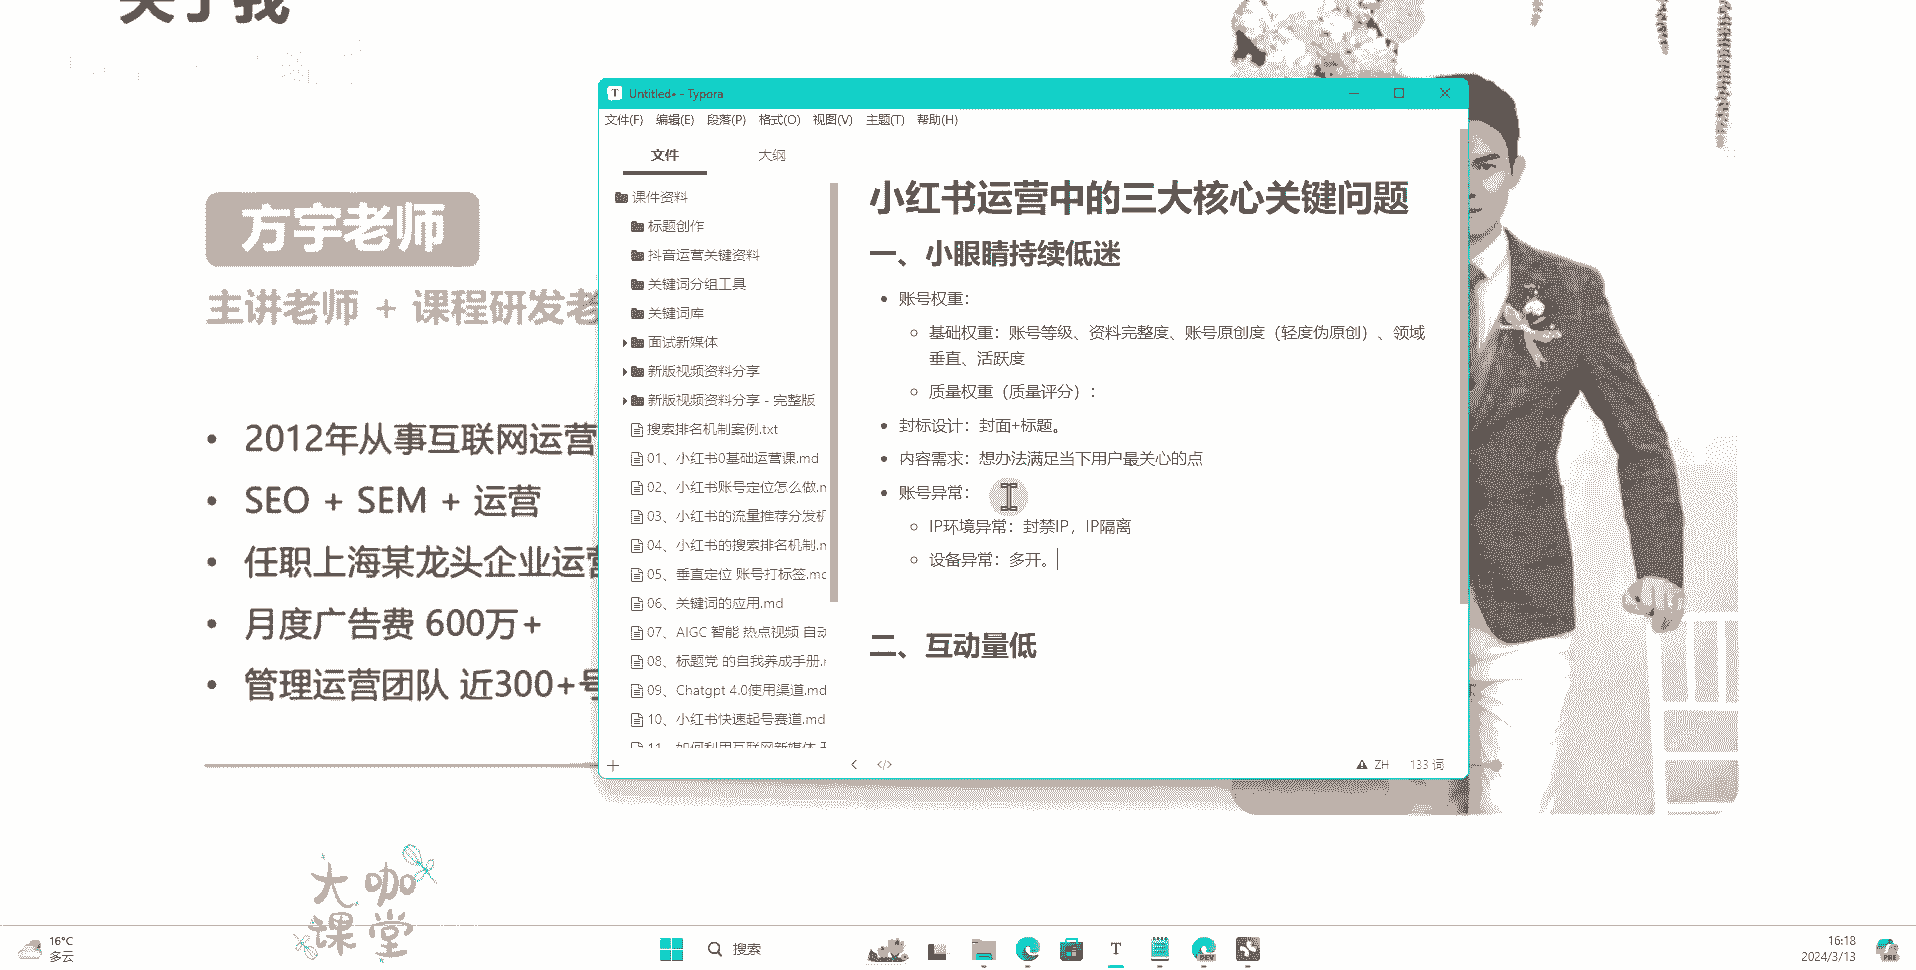 关于我
方宇老师
主讲老师 + 课程研发老
2012年从事互联网运营
SEO + SEM + 运营
任职上海某龙头企业运营
月度广告费 600万+
管理运营团队 近300+号
Untitled• - Typora
文件(F) 编辑(E) 段落(P) 格式(O) 视图(V) 主题(T) 帮助(H)
文件 大纲
课件资料
标题创作
抖音运营关键资料
关键词分组工具
关键词库
面试新媒体
新版视频资料分享
新版视频资料分享 - 完整版
搜索排名机制案例.txt
01、小红书0基础运营课.md
02、小红书账号定位怎么做.m
03、小红书的流量推荐分发机
04、小红书的搜索排名机制.m
05、垂直定位 账号打标签.md
06、关键词的应用.md
07、AIGC 智能 热点视频 自动
08、标题党 的自我养成手册.m
09、Chatgpt 4.0使用渠道.md
10、小红书快速起号赛道.md
11、如何利用互联网新媒体
小红书运营中的三大核心关键问题
一、小眼睛持续低迷
账号权重：
基础权重：账号等级、资料完整度、账号原创度（轻度伪原创）、领域
垂直、活跃度
质量权重（质量评分）：
封标设计：封面+标题。
内容需求：想办法满足当下用户最关心的点
账号异常：
IP环境异常：封禁IP，IP隔离
设备异常：多开。
二、互动量低
ZH 133 词
大咖
课堂
16°C
多云
搜索
16:18
2024/3/13